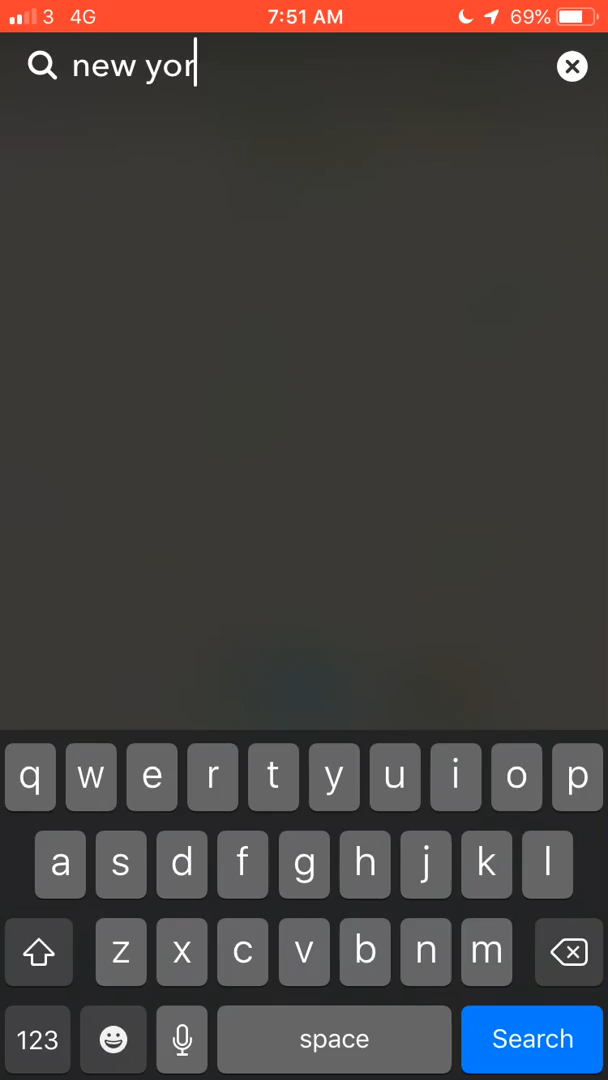 3 4G 7:51 AM 69%
new yor
q w e r t y u i o p
a s d f g h j k l
z x c v b n m
123 space Search